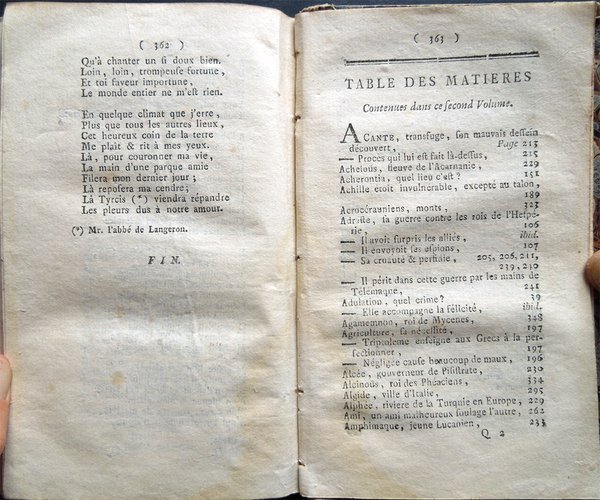 ( 362 )
Qu'à chanter un si doux bien.
Loin, loin, trompeuse fortune,
Et toi faveur importune,
Le monde entier ne m'est rien.
En quelque climat que j'erre,
Plus que tous les autres lieux,
Cet heureux coin de la terre
Me plait & rit à mes yeux.
Là, pour couronner ma vie,
La main d'une parque amie
Filera mon dernier jour;
Là reposera ma cendre;
Là Tyrcis (*) viendra répandre
Les pleurs dus à notre amour.
(*) Mr. l'abbé de Langeron.
FIN.
( 363 )
TABLE DES MATIERES
Contenues dans ce second Volume.
ACANTE, transfuge, son mauvais dessein
découvert, Page 213
— Procès qui lui est fait là-dessus, 215
Achelous, fleuve de l'Acarnanie, 229
Acherontia, quel lieu c'est? 151
Achille étoit invulnérable, excepté au talon,
189
Acrocérauniens, monts, 323
Adraste, sa guerre contre les rois de l'Hespe-
rie, 106
— Il avoit surpris les alliés, ibid.
— Il envoyoit ses espions, 107
— Sa cruauté & perfidie, 205, 206, 211,
239, 240
— Il périt dans cette guerre par les mains de
Télémaque, 241
Adulation, quel crime? 39
— Elle accompagne la félicité, ibid.
Agamemnon, roi de Mycenes, 348
Agriculture, sa nécessité, 197
— Triptoleme enseigne aux Grecs à la per-
fectionner, 197
— Négligée cause beaucoup de maux, 196
Alcée, gouverneur de Pisistrate, 230
Alcinous, roi des Phéaciens, 334
Algide, ville d'Italie, 295
Alphée, riviere de la Turquie en Europe, 229
Ami, un ami malheureux soulage l'autre, 262
Amphimaque, jeune Lucanien, 233
Q 2